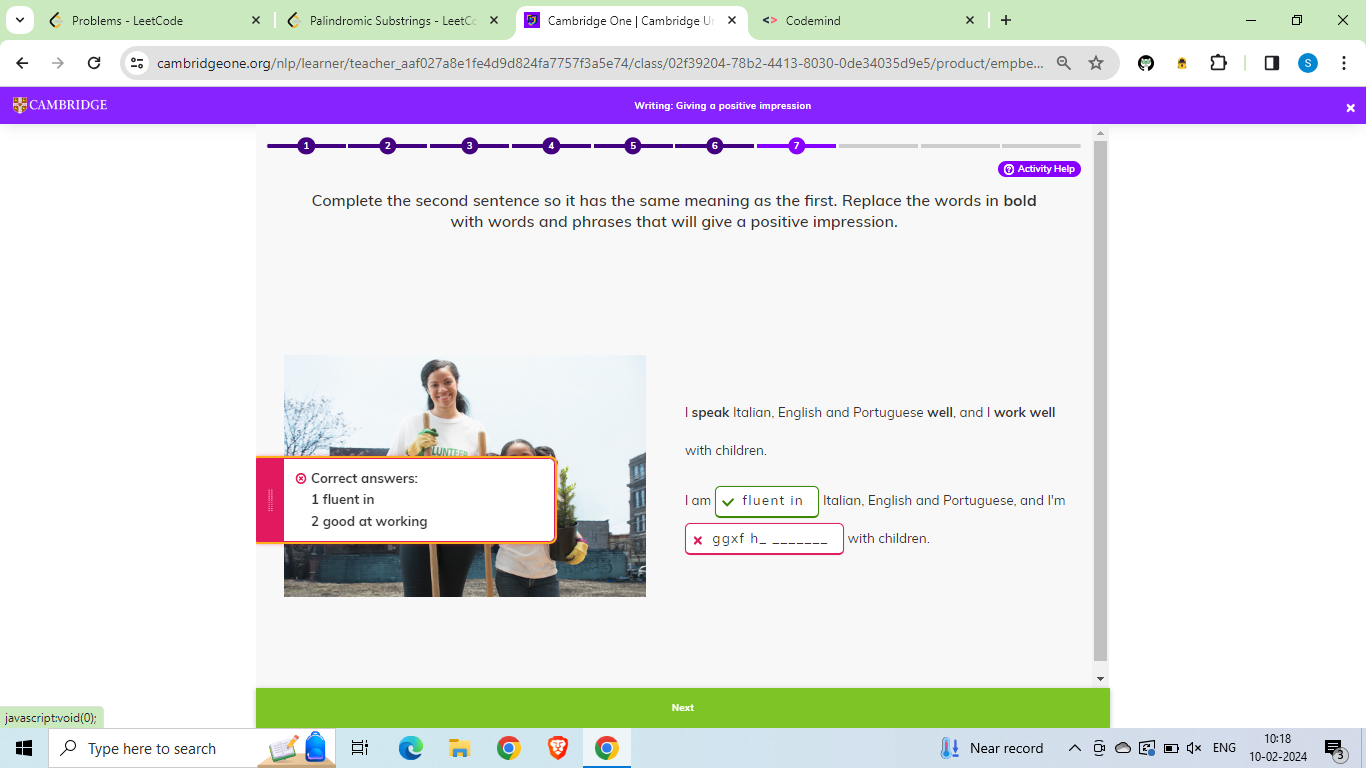 Problems - LeetCode
Palindromic Substrings - LeetCo
Cambridge One | Cambridge Un
<> Codemind
cambridgeone.org/nlp/learner/teacher_aaf027a8e1fe4d9d824fa7757f3a5e74/class/02f39204-78b2-4413-8030-0de34035d9e5/product/empbe...
S
CAMBRIDGE
Writing: Giving a positive impression
1 2 3 4 5 6 7
Activity Help
Complete the second sentence so it has the same meaning as the first. Replace the words in bold
with words and phrases that will give a positive impression.
VOLUNTEER
I speak Italian, English and Portuguese well, and I work well
with children.
Correct answers:
1 fluent in
2 good at working
I am fluent in Italian, English and Portuguese, and I'm
ggxf h_ _______ with children.
Next
javascript:void(0);
Type here to search
Near record
ENG
10:18
10-02-2024
3